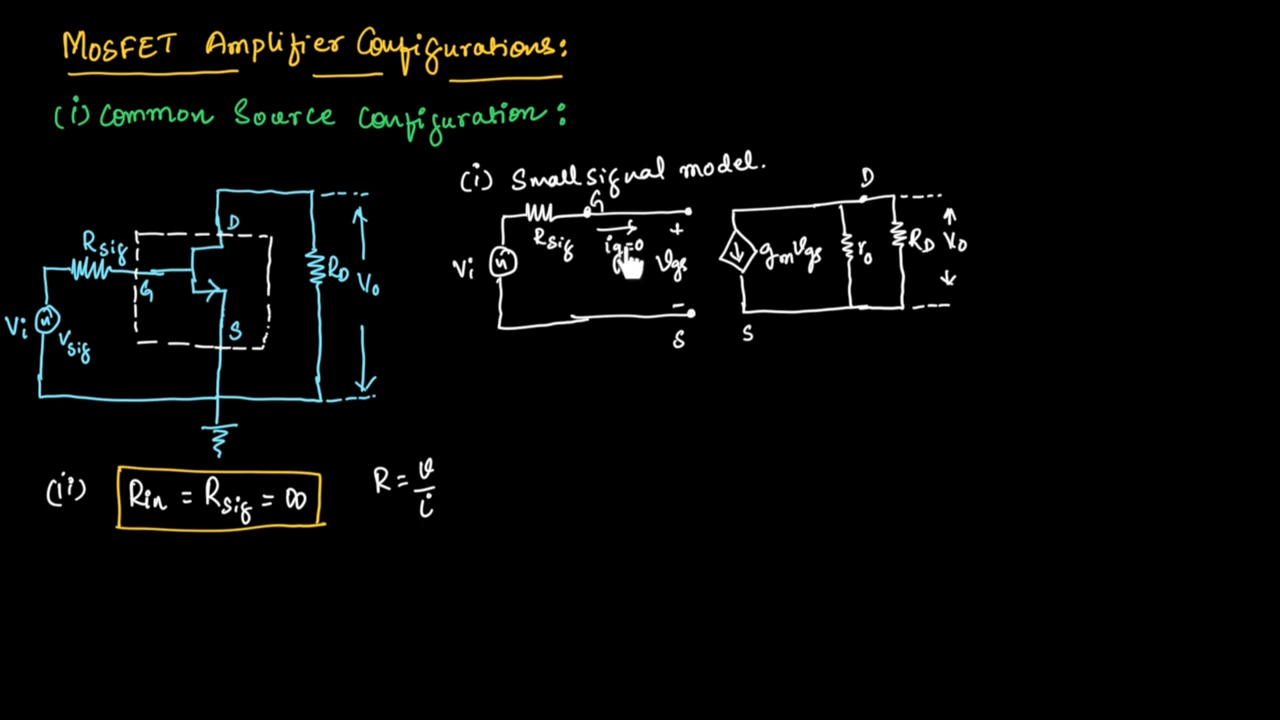 MOSFET Amplifier Configurations:
(i) Common Source Configuration:
(i) Small signal model.
D
Rsig
G
S
RD
Vo
Vi
Vsig
G
Rsig
ig=0
+
vgs
-
Vi
S
gmvgs
ro
D
RD
Vo
S
(ii) Rin = Rsig = ∞
R = v/i